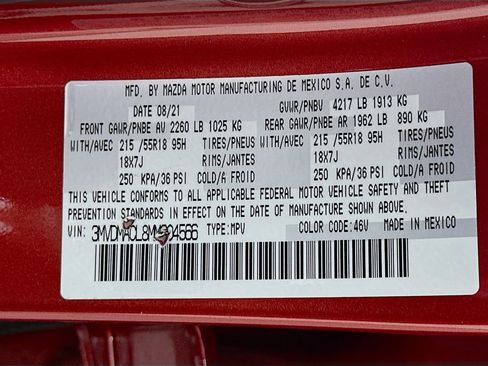 MFD. BY MAZDA MOTOR MANUFACTURING DE MEXICO S.A. DE C.V.
DATE 08/21 GVWR/PNBV 4217 LB 1913 KG
FRONT GAWR/PNBE AV 2260 LB 1025 KG REAR GAWR/PNBE AR 1962 LB 890 KG
WITH/AVEC 215 /55R18 95H TIRES/PNEUS WITH/AVEC 215 /55R18 95H TIRES/PNEUS
18X7J RIMS/JANTES 18X7J RIMS/JANTES
250 KPA/36 PSI COLD/A FROID 250 KPA/36 PSI COLD/A FROID
THIS VEHICLE CONFORMS TO ALL APPLICABLE FEDERAL MOTOR VEHICLE SAFETY AND THEFT
PREVENTION STANDARDS IN EFFECT ON THE DATE OF MANUFACTURE SHOWN ABOVE.
VIN: TYPE:MPV COLOR CODE:46V MADE IN MEXICO